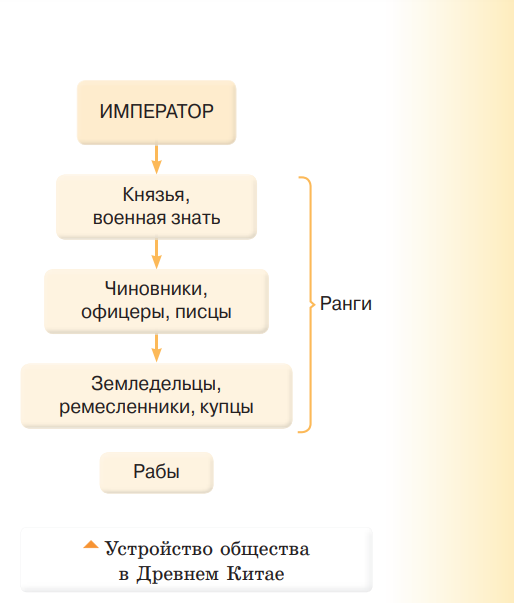 ИМПЕРАТОР
Князья,
военная знать
Чиновники,
офицеры, писцы
Ранги
Земледельцы,
ремесленники, купцы
Рабы
Устройство общества
в Древнем Китае